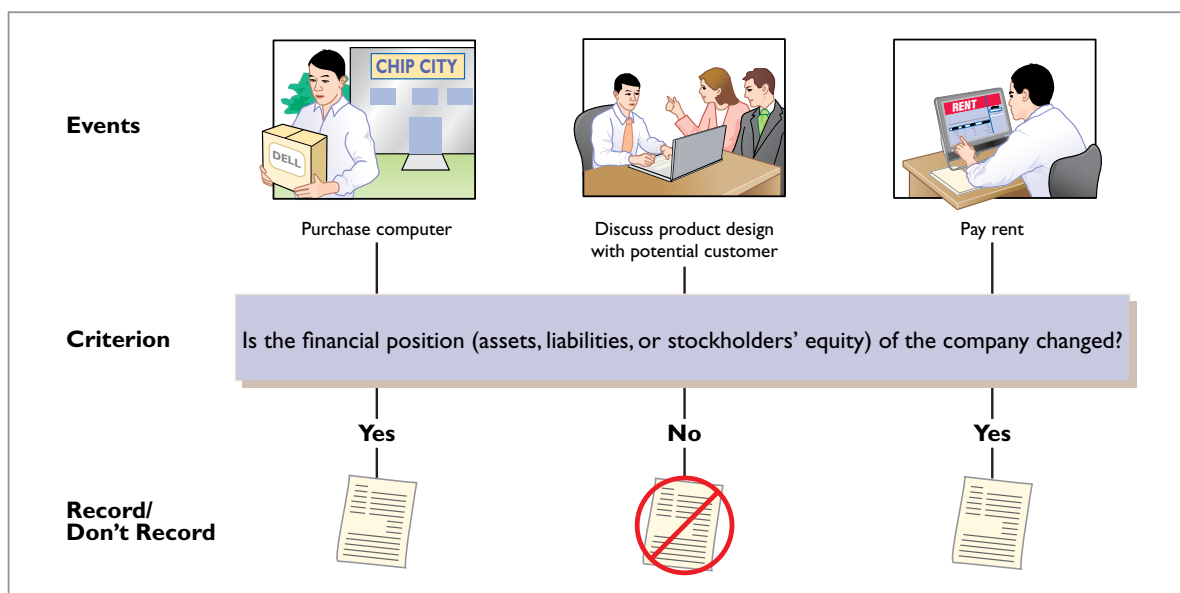 CHIP CITY
DELL
RENT
Events
Purchase computer
Discuss product design
with potential customer
Pay rent
Criterion
Is the financial position (assets, liabilities, or stockholders’ equity) of the company changed?
Yes
No
Yes
Record/
Don’t Record